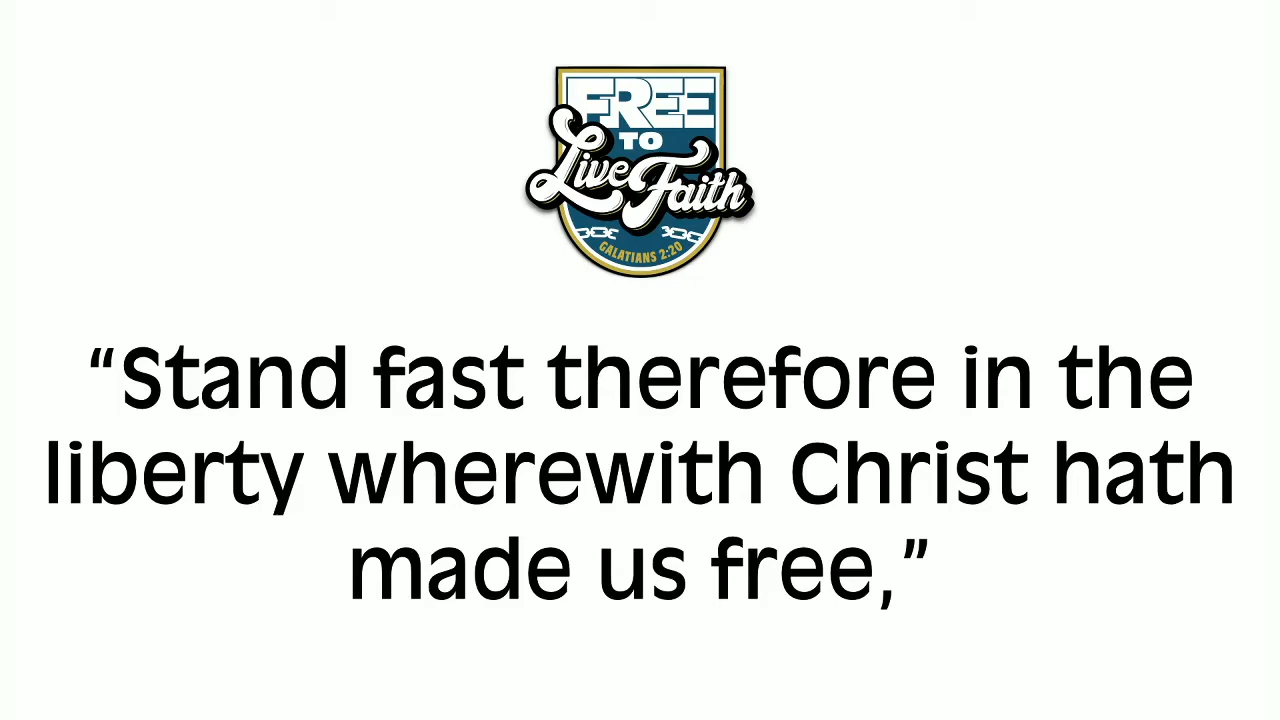 FREE
TO
Live Faith
GALATIANS 2:20
“Stand fast therefore in the
liberty wherewith Christ hath
made us free,”